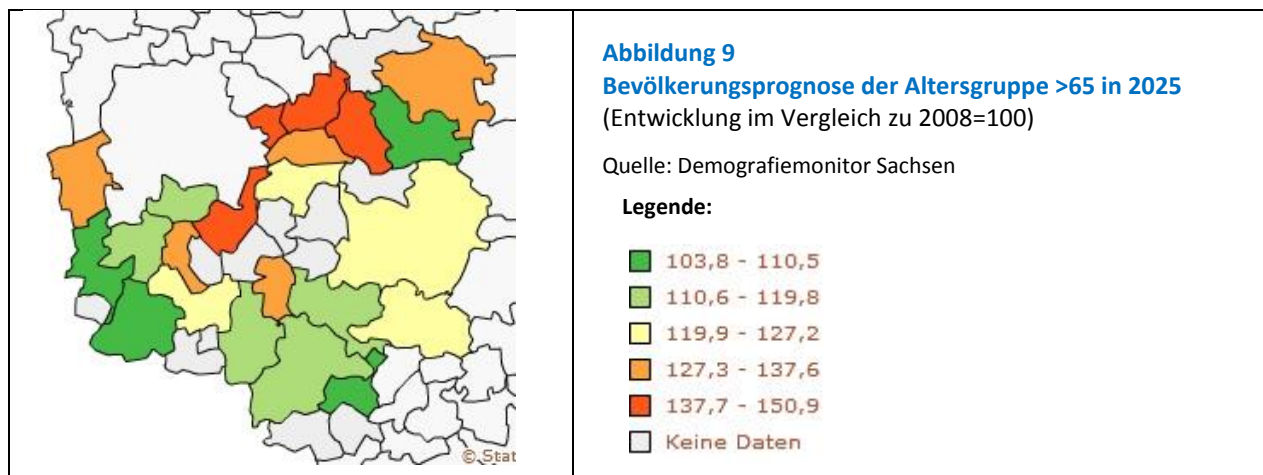 Abbildung 9
Bevölkerungsprognose der Altersgruppe >65 in 2025
(Entwicklung im Vergleich zu 2008=100)
Quelle: Demografiemonitor Sachsen
Legende:
103,8 - 110,5
110,6 - 119,8
119,9 - 127,2
127,3 - 137,6
137,7 - 150,9
Keine Daten
© Stat